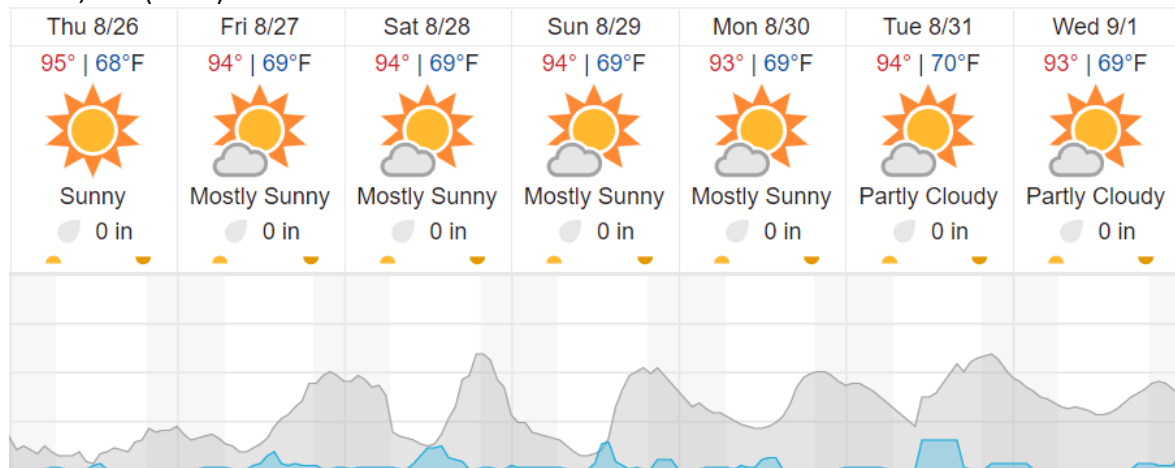 Thu 8/26 Fri 8/27 Sat 8/28 Sun 8/29 Mon 8/30 Tue 8/31 Wed 9/1
95° | 68°F 94° | 69°F 94° | 69°F 94° | 69°F 93° | 69°F 94° | 70°F 93° | 69°F
Sunny Mostly Sunny Mostly Sunny Mostly Sunny Mostly Sunny Partly Cloudy Partly Cloudy
0 in 0 in 0 in 0 in 0 in 0 in 0 in